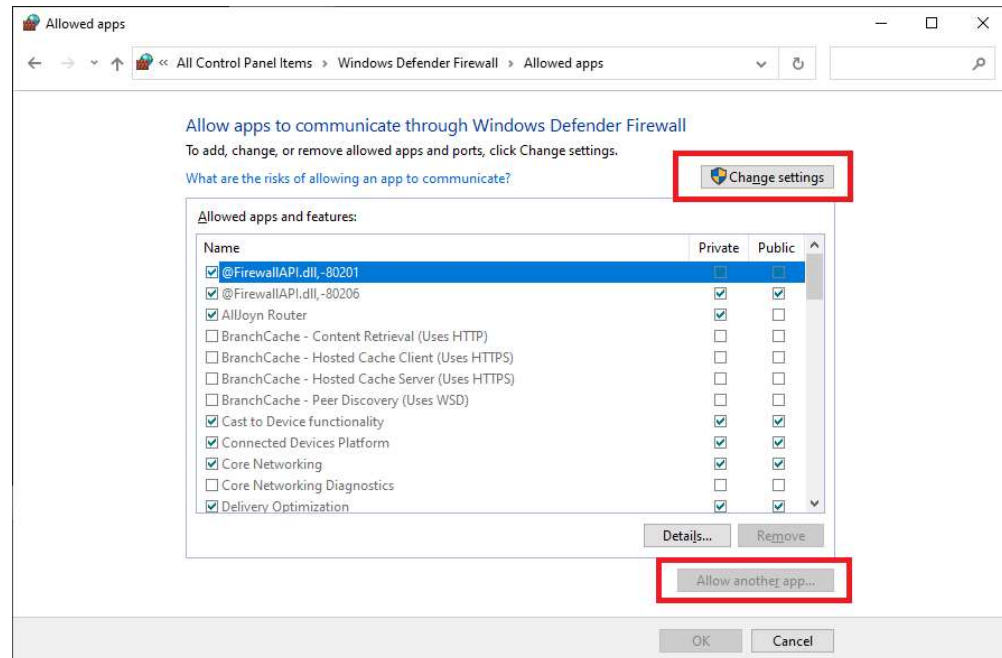 Allowed apps
« All Control Panel Items › Windows Defender Firewall › Allowed apps
Allow apps to communicate through Windows Defender Firewall
To add, change, or remove allowed apps and ports, click Change settings.
What are the risks of allowing an app to communicate?
Change settings
Allowed apps and features:
Name Private Public
@FirewallAPI.dll,-80201
@FirewallAPI.dll,-80206
AllJoyn Router
BranchCache - Content Retrieval (Uses HTTP)
BranchCache - Hosted Cache Client (Uses HTTPS)
BranchCache - Hosted Cache Server (Uses HTTPS)
BranchCache - Peer Discovery (Uses WSD)
Cast to Device functionality
Connected Devices Platform
Core Networking
Core Networking Diagnostics
Delivery Optimization
Details... Remove
Allow another app...
OK Cancel